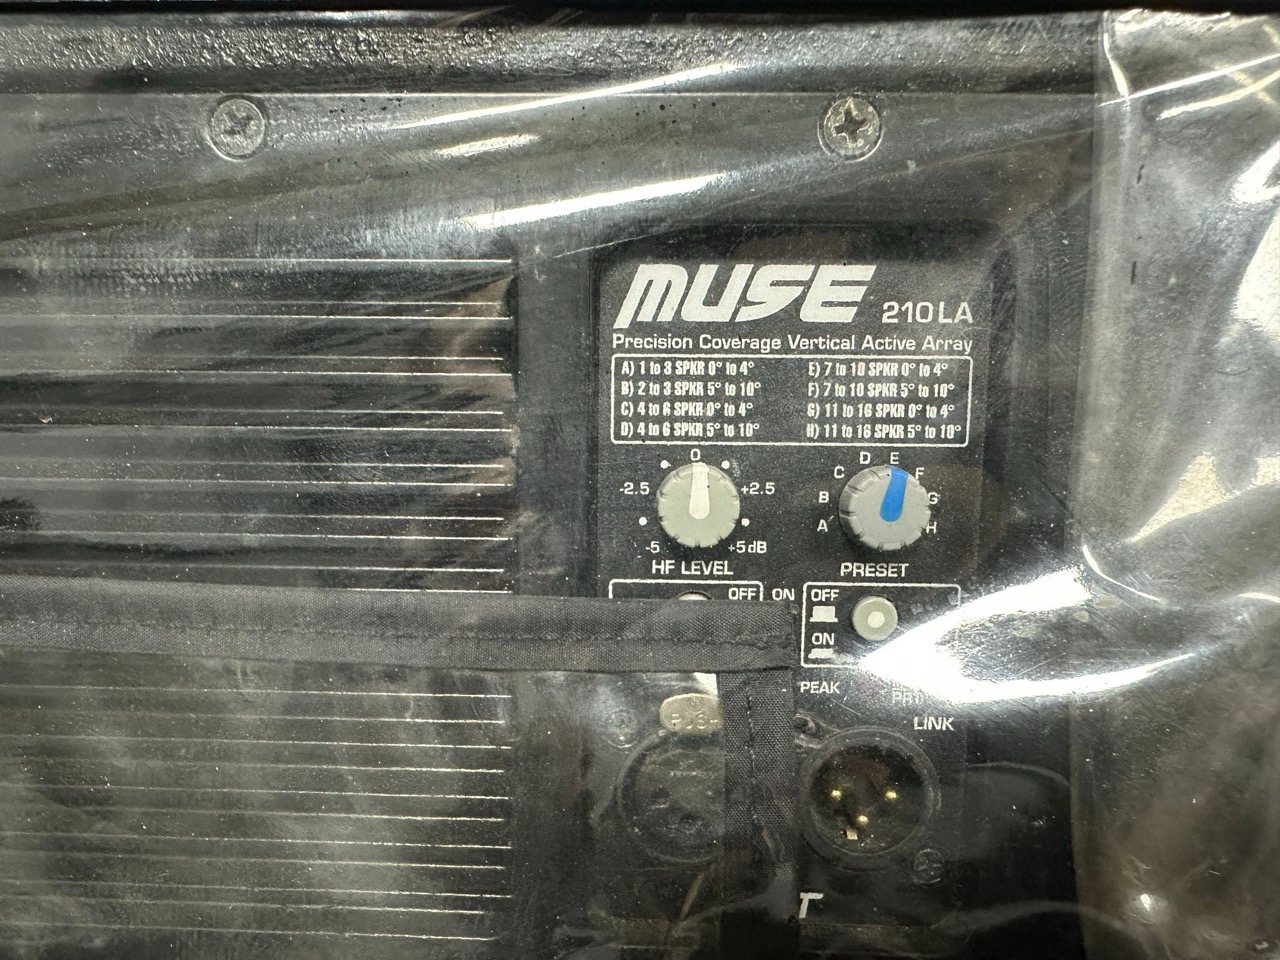 MUSE 210LA
Precision Coverage Vertical Active Array
A) 1 to 3 SPKR 0° to 4°
B) 2 to 3 SPKR 5° to 10°
C) 4 to 6 SPKR 0° to 4°
D) 4 to 6 SPKR 5° to 10°
E) 7 to 10 SPKR 0° to 4°
F) 7 to 10 SPKR 5° to 10°
G) 11 to 16 SPKR 0° to 4°
H) 11 to 16 SPKR 5° to 10°
0
-2.5 +2.5
-5 +5dB
HF LEVEL
A B C D E F G H
PRESET
OFF ON
OFF
ON
PEAK
LINK
PUSH
T